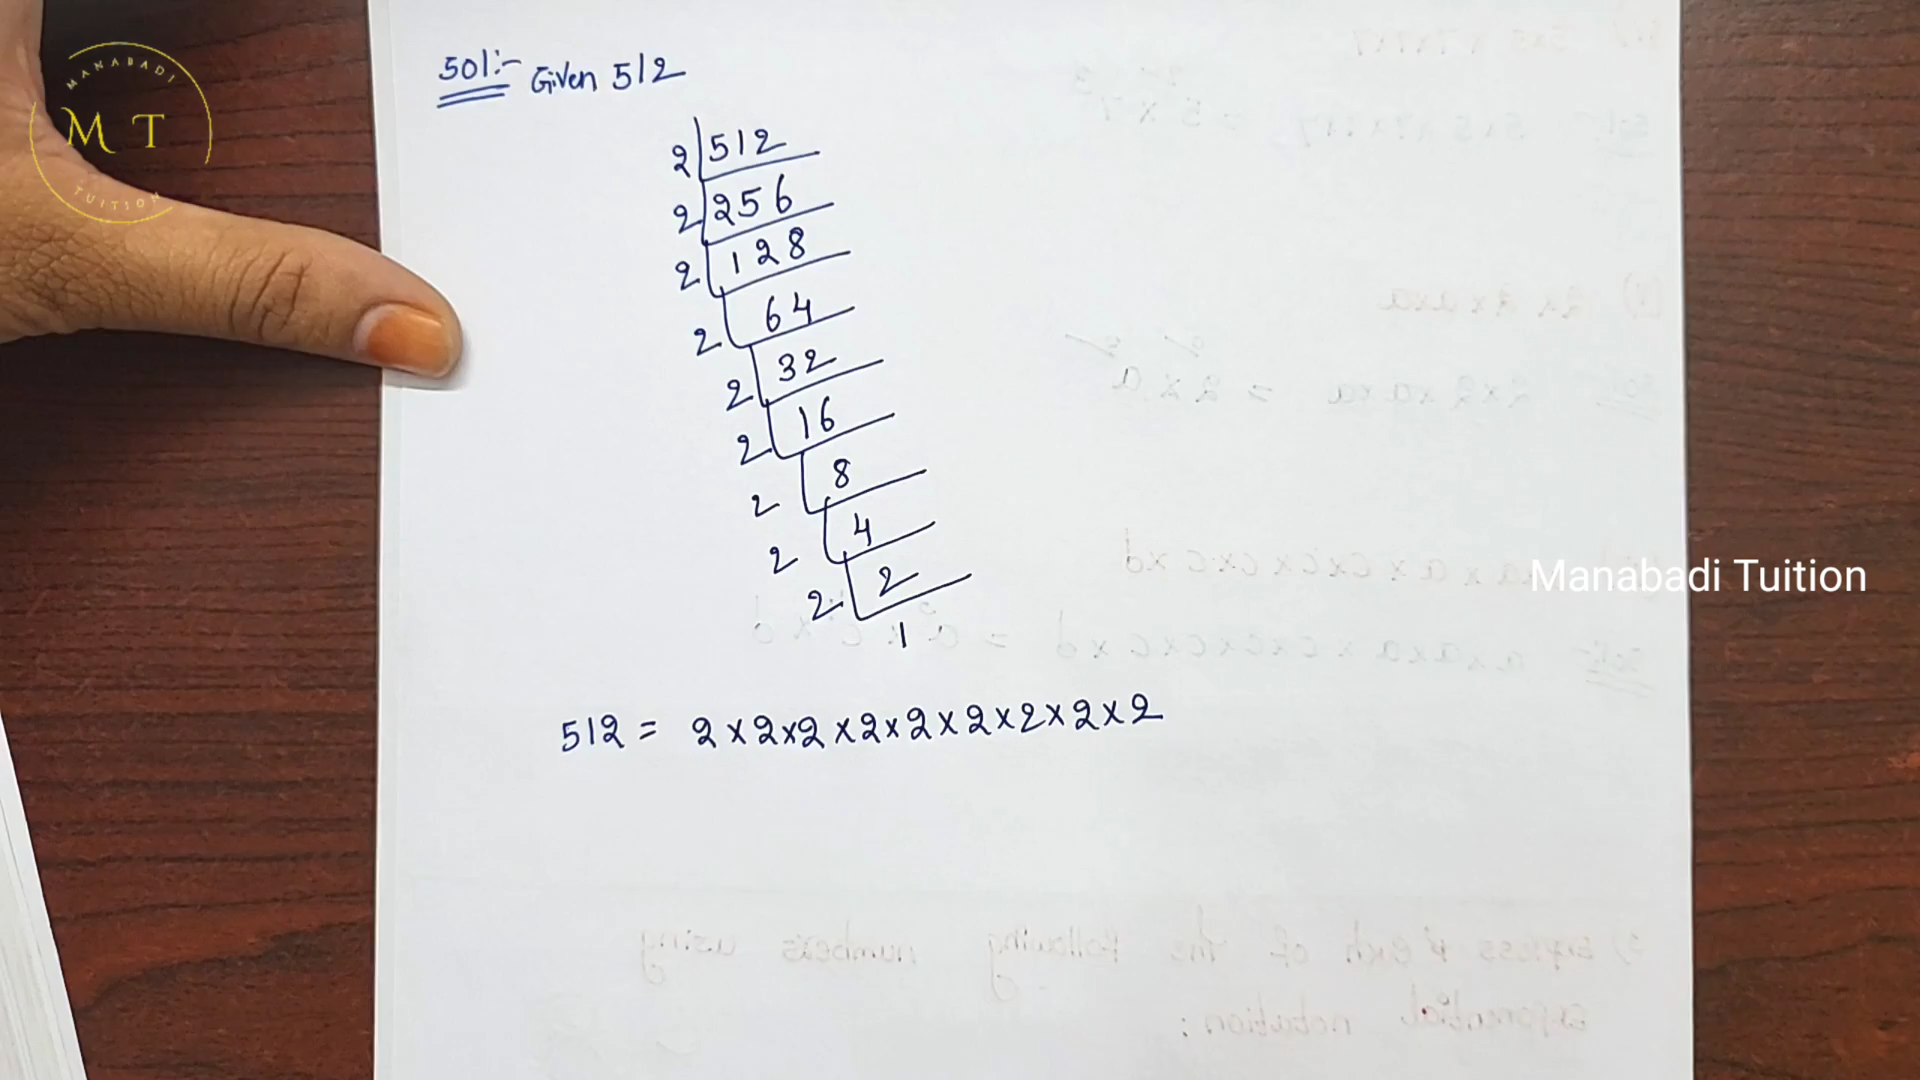 MANABADI
M T
TUITION
Sol:- Given 512
2 | 512
2 | 256
2 | 128
2 | 64
2 | 32
2 | 16
2 | 8
2 | 4
2 | 2
1
Manabadi Tuition
512 = 2 × 2 × 2 × 2 × 2 × 2 × 2 × 2 × 2